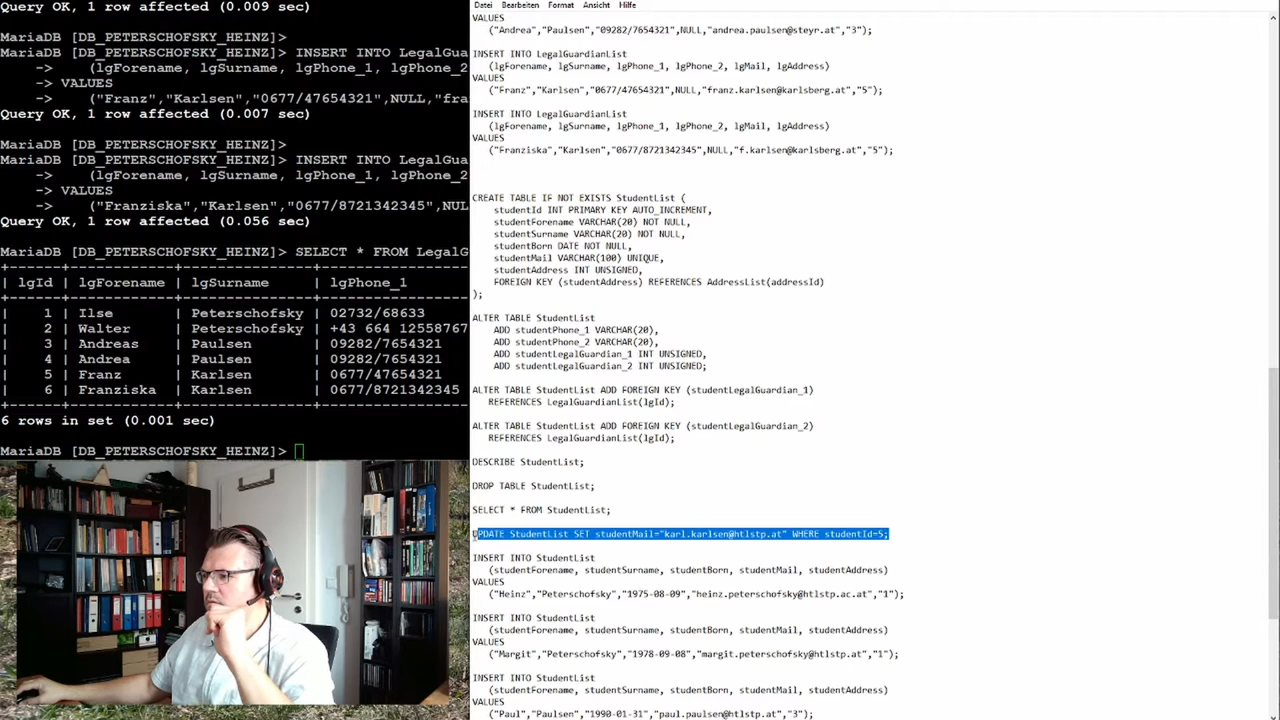 Query OK, 1 row affected (0.009 sec)
MariaDB [DB_PETERSCHOFSKY_HEINZ]>
MariaDB [DB_PETERSCHOFSKY_HEINZ]> INSERT INTO LegalGua
-> (lgForename, lgSurname, lgPhone_1, lgPhone_2
-> VALUES
-> ("Franz","Karlsen","0677/47654321",NULL,"fra
Query OK, 1 row affected (0.007 sec)
MariaDB [DB_PETERSCHOFSKY_HEINZ]>
MariaDB [DB_PETERSCHOFSKY_HEINZ]> INSERT INTO LegalGua
-> (lgForename, lgSurname, lgPhone_1, lgPhone_2
-> VALUES
-> ("Franziska","Karlsen","0677/8721342345",NUL
Query OK, 1 row affected (0.056 sec)
MariaDB [DB_PETERSCHOFSKY_HEINZ]> SELECT * FROM LegalG
| lgId | lgForename | lgSurname | lgPhone_1
| 1 | Ilse | Peterschofsky | 02732/68633
| 2 | Walter | Peterschofsky | +43 664 12558767
| 3 | Andreas | Paulsen | 09282/7654321
| 4 | Andrea | Paulsen | 09282/7654321
| 5 | Franz | Karlsen | 0677/47654321
| 6 | Franziska | Karlsen | 0677/8721342345
6 rows in set (0.001 sec)
MariaDB [DB_PETERSCHOFSKY_HEINZ]>
Datei Bearbeiten Format Ansicht Hilfe
VALUES
("Andrea","Paulsen","09282/7654321",NULL,"andrea.paulsen@steyr.at","3");
INSERT INTO LegalGuardianList
(lgForename, lgSurname, lgPhone_1, lgPhone_2, lgMail, lgAddress)
VALUES
("Franz","Karlsen","0677/47654321",NULL,"franz.karlsen@karlsberg.at","5");
INSERT INTO LegalGuardianList
(lgForename, lgSurname, lgPhone_1, lgPhone_2, lgMail, lgAddress)
VALUES
("Franziska","Karlsen","0677/8721342345",NULL,"f.karlsen@karlsberg.at","5");
CREATE TABLE IF NOT EXISTS StudentList (
studentId INT PRIMARY KEY AUTO_INCREMENT,
studentForename VARCHAR(20) NOT NULL,
studentSurname VARCHAR(20) NOT NULL,
studentBorn DATE NOT NULL,
studentMail VARCHAR(100) UNIQUE,
studentAddress INT UNSIGNED,
FOREIGN KEY (studentAddress) REFERENCES AddressList(addressId)
);
ALTER TABLE StudentList
ADD studentPhone_1 VARCHAR(20),
ADD studentPhone_2 VARCHAR(20),
ADD studentLegalGuardian_1 INT UNSIGNED,
ADD studentLegalGuardian_2 INT UNSIGNED;
ALTER TABLE StudentList ADD FOREIGN KEY (studentLegalGuardian_1)
REFERENCES LegalGuardianList(lgId);
ALTER TABLE StudentList ADD FOREIGN KEY (studentLegalGuardian_2)
REFERENCES LegalGuardianList(lgId);
DESCRIBE StudentList;
DROP TABLE StudentList;
SELECT * FROM StudentList;
UPDATE StudentList SET studentMail="karl.karlsen@htlstp.at" WHERE studentId=5;
INSERT INTO StudentList
(studentForename, studentSurname, studentBorn, studentMail, studentAddress)
VALUES
("Heinz","Peterschofsky","1975-08-09","heinz.peterschofsky@htlstp.ac.at","1");
INSERT INTO StudentList
(studentForename, studentSurname, studentBorn, studentMail, studentAddress)
VALUES
("Margit","Peterschofsky","1978-09-08","margit.peterschofsky@htlstp.at","1");
INSERT INTO StudentList
(studentForename, studentSurname, studentBorn, studentMail, studentAddress)
VALUES
("Paul","Paulsen","1990-01-31","paul.paulsen@htlstp.at","3");